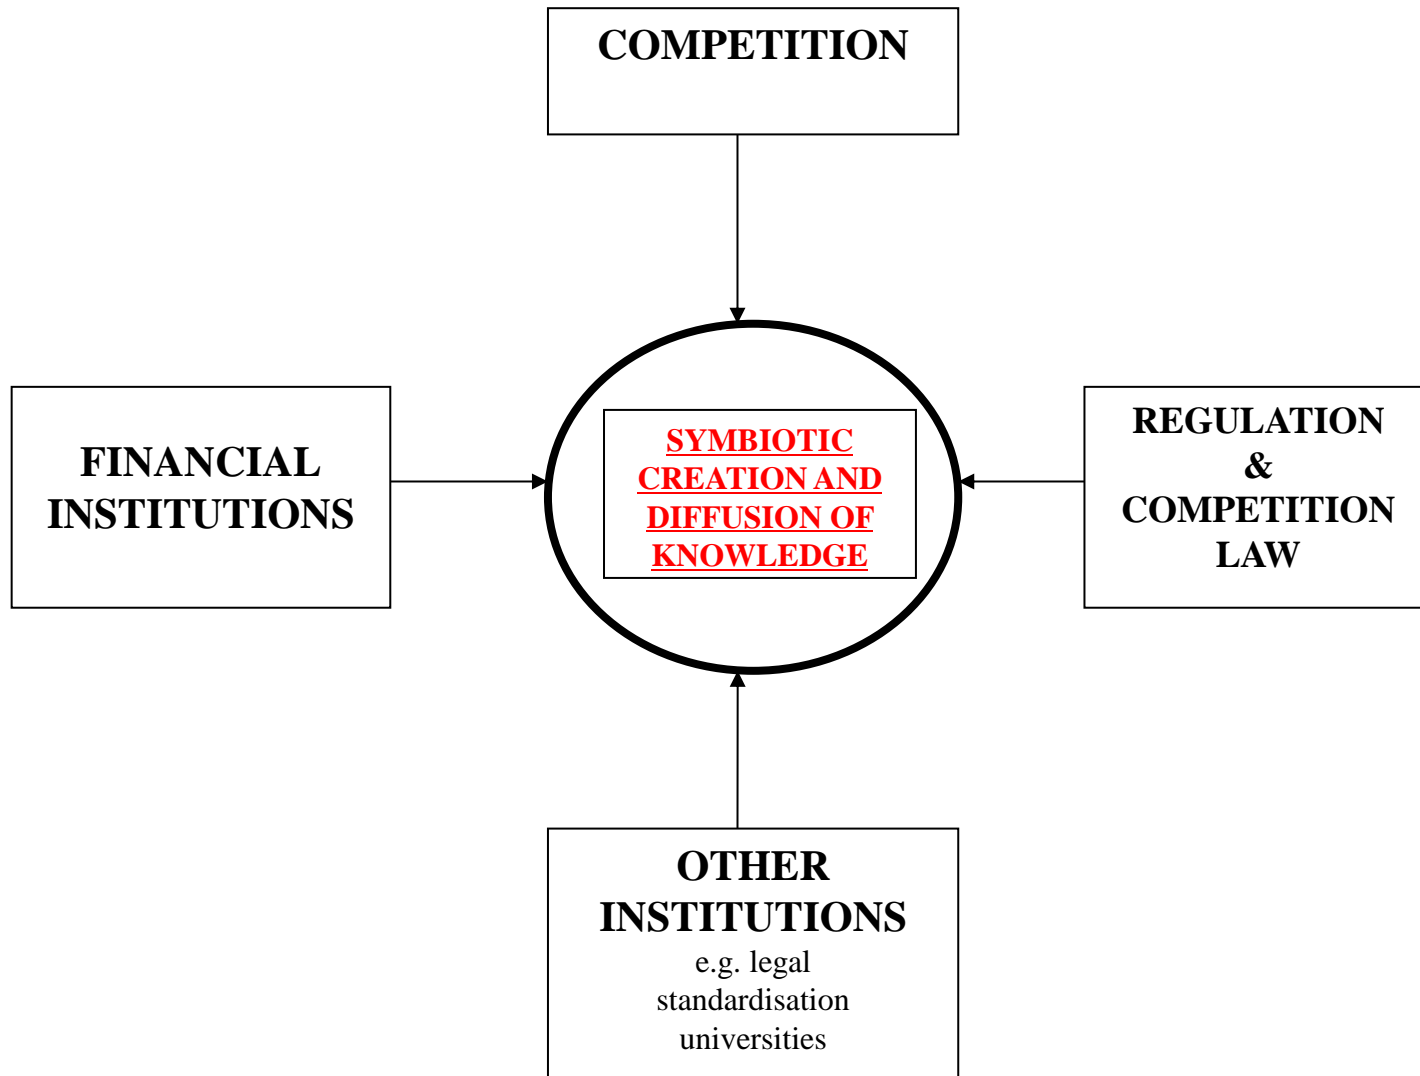 COMPETITION
FINANCIAL
INSTITUTIONS
SYMBIOTIC
CREATION AND
DIFFUSION OF
KNOWLEDGE
REGULATION
&
COMPETITION
LAW
OTHER
INSTITUTIONS
e.g. legal
standardisation
universities